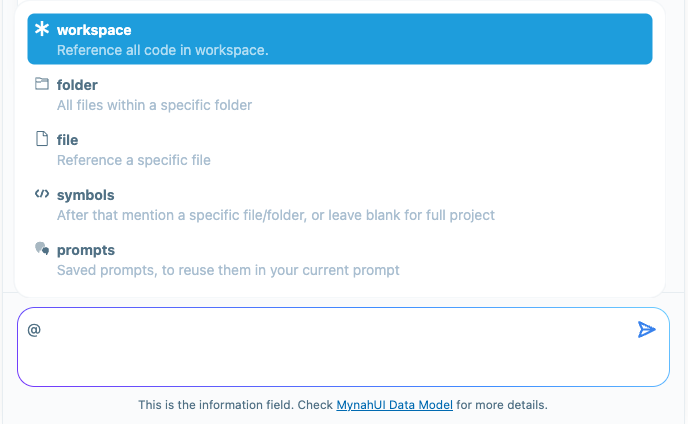 workspace
Reference all code in workspace.
folder
All files within a specific folder
file
Reference a specific file
symbols
After that mention a specific file/folder, or leave blank for full project
prompts
Saved prompts, to reuse them in your current prompt
@
This is the information field. Check MynahUI Data Model for more details.